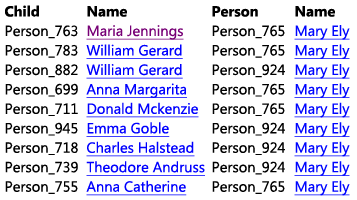 Child Name Person Name
Person_763 Maria Jennings Person_765 Mary Ely
Person_783 William Gerard Person_765 Mary Ely
Person_882 William Gerard Person_924 Mary Ely
Person_699 Anna Margarita Person_765 Mary Ely
Person_711 Donald Mckenzie Person_765 Mary Ely
Person_945 Emma Goble Person_924 Mary Ely
Person_718 Charles Halstead Person_924 Mary Ely
Person_739 Theodore Andruss Person_924 Mary Ely
Person_755 Anna Catherine Person_765 Mary Ely